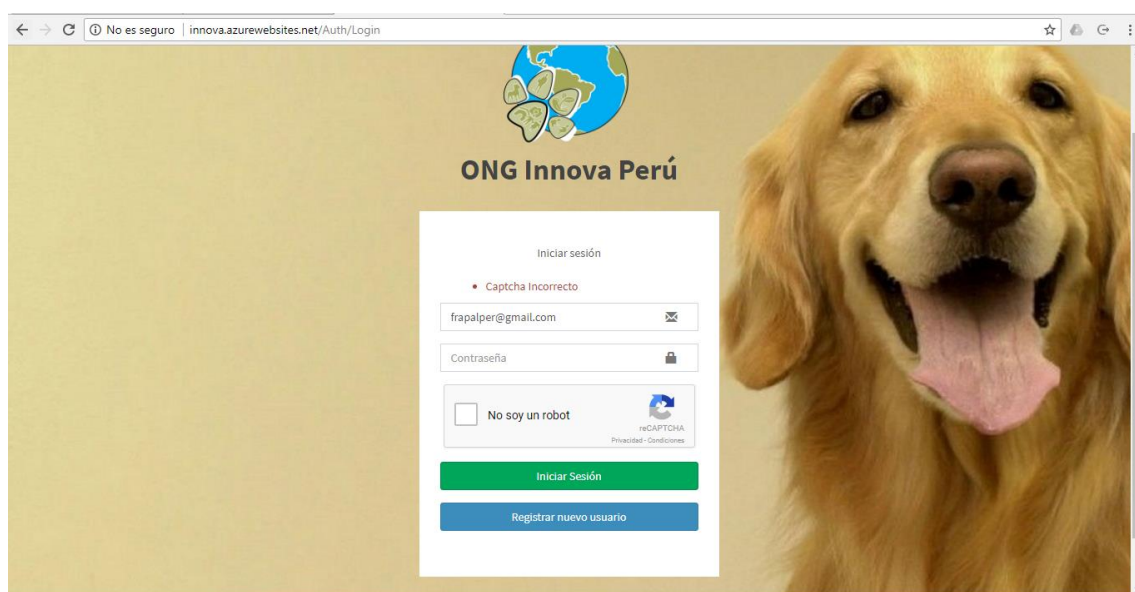 No es seguro | innova.azurewebsites.net/Auth/Login
ONG Innova Perú
Iniciar sesión
Captcha Incorrecto
frapalper@gmail.com
Contraseña
No soy un robot
reCAPTCHA
Privacidad - Condiciones
Iniciar Sesión
Registrar nuevo usuario